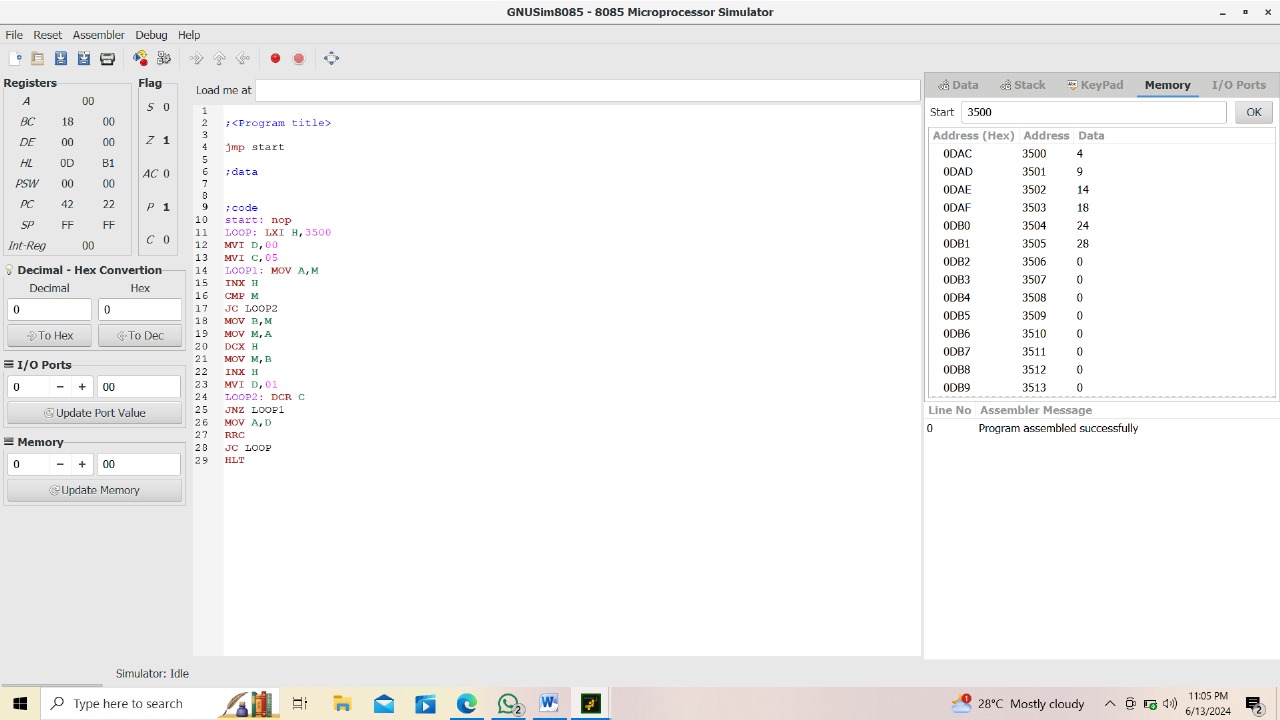 GNUSim8085 - 8085 Microprocessor Simulator
File Reset Assembler Debug Help
Registers
A 00
BC 18 00
DE 00 00
HL 0D B1
PSW 00 00
PC 42 22
SP FF FF
Int-Reg 00
Flag
S 0
Z 1
AC 0
P 1
C 0
Decimal - Hex Convertion
Decimal Hex
0 0
To Hex To Dec
I/O Ports
0 − + 00
Update Port Value
Memory
0 − + 00
Update Memory
Load me at
1
2 ;<Program title>
3
4 jmp start
5
6 ;data
7
8
9 ;code
10 start: nop
11 LOOP: LXI H,3500
12 MVI D,00
13 MVI C,05
14 LOOP1: MOV A,M
15 INX H
16 CMP M
17 JC LOOP2
18 MOV B,M
19 MOV M,A
20 DCX H
21 MOV M,B
22 INX H
23 MVI D,01
24 LOOP2: DCR C
25 JNZ LOOP1
26 MOV A,D
27 RRC
28 JC LOOP
29 HLT
Data Stack KeyPad Memory I/O Ports
Start 3500 OK
Address (Hex) Address Data
0DAC 3500 4
0DAD 3501 9
0DAE 3502 14
0DAF 3503 18
0DB0 3504 24
0DB1 3505 28
0DB2 3506 0
0DB3 3507 0
0DB4 3508 0
0DB5 3509 0
0DB6 3510 0
0DB7 3511 0
0DB8 3512 0
0DB9 3513 0
Line No Assembler Message
0 Program assembled successfully
Simulator: Idle
Type here to search
2
W
1
28°C Mostly cloudy
11:05 PM
6/13/2024
2